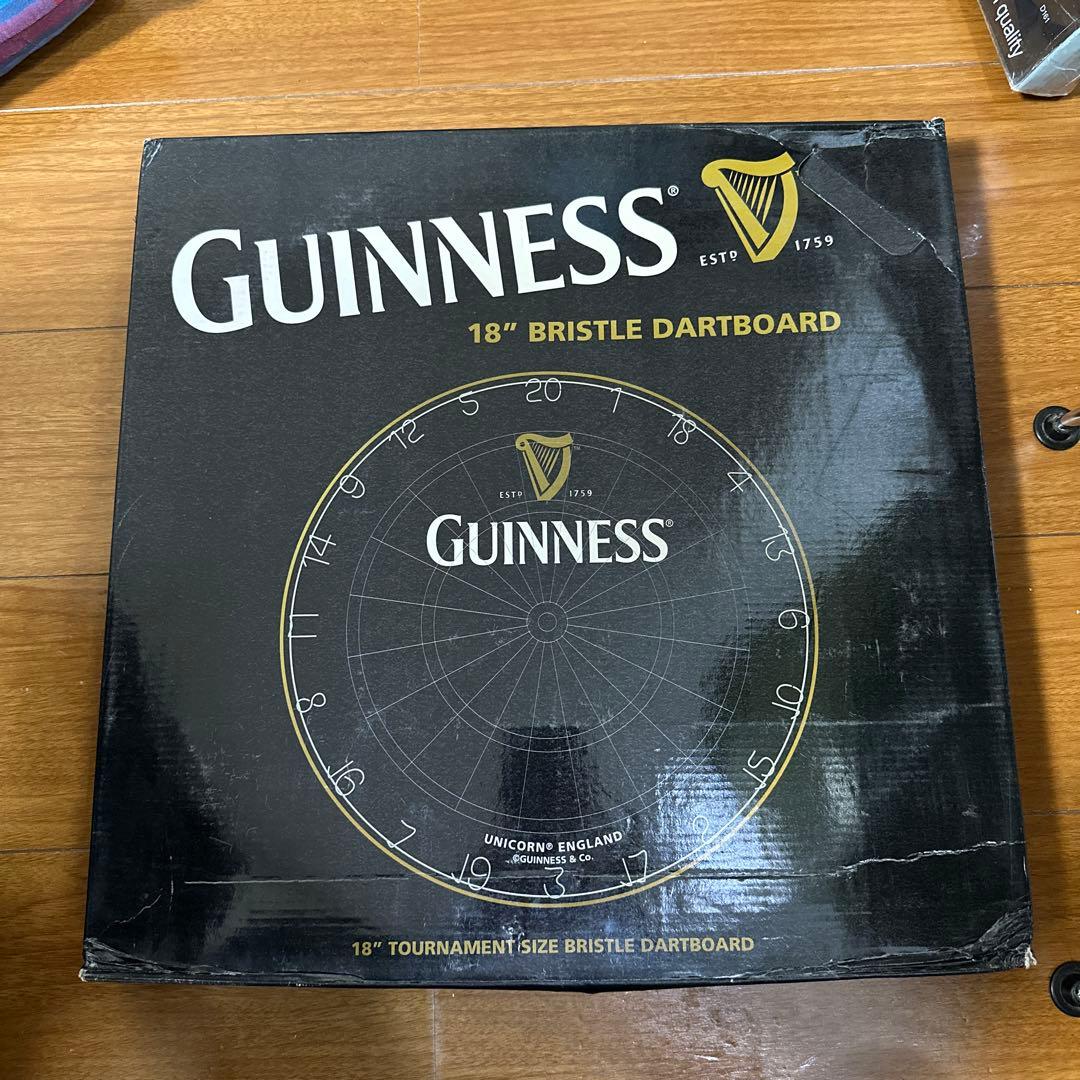 quality
D161
GUINNESS®
ESTD 1759
18" BRISTLE DARTBOARD
20
1
18
4
13
6
10
15
2
17
3
19
7
16
8
11
14
9
12
5
ESTD 1759
GUINNESS®
UNICORN® ENGLAND
©GUINNESS & Co.
18" TOURNAMENT SIZE BRISTLE DARTBOARD